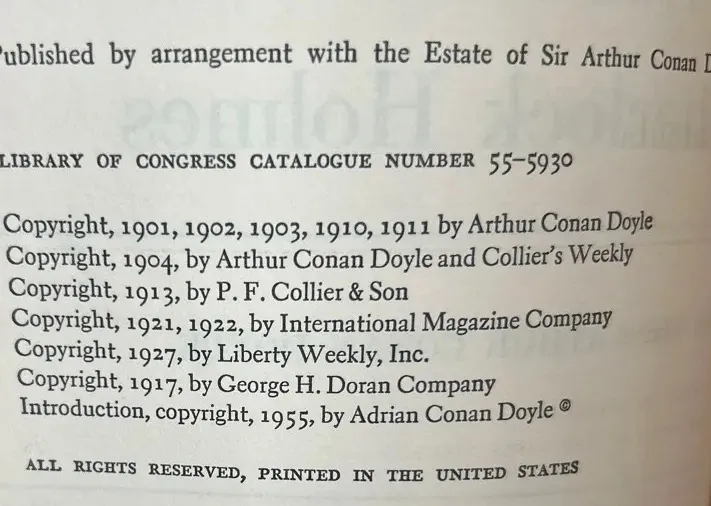 Published by arrangement with the Estate of Sir Arthur Conan
LIBRARY OF CONGRESS CATALOGUE NUMBER 55–5930
Copyright, 1901, 1902, 1903, 1910, 1911 by Arthur Conan Doyle
Copyright, 1904, by Arthur Conan Doyle and Collier's Weekly
Copyright, 1913, by P. F. Collier & Son
Copyright, 1921, 1922, by International Magazine Company
Copyright, 1927, by Liberty Weekly, Inc.
Copyright, 1917, by George H. Doran Company
Introduction, copyright, 1955, by Adrian Conan Doyle ©
ALL RIGHTS RESERVED, PRINTED IN THE UNITED STATES